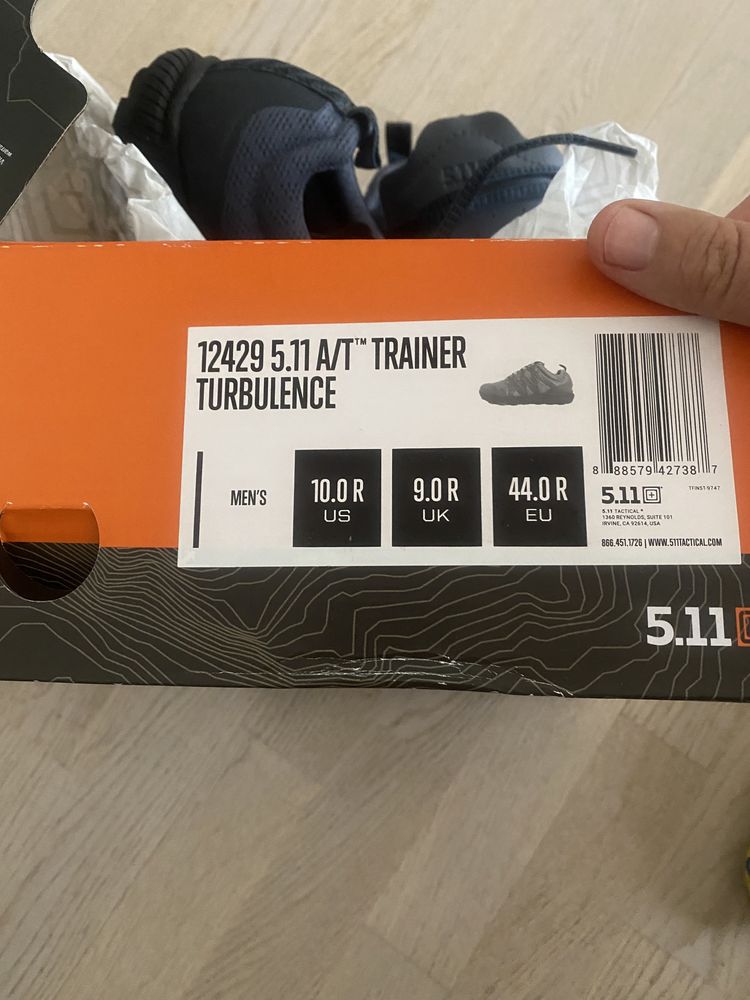 12429 5.11 A/T™ TRAINER
TURBULENCE
MEN'S
10.0 R
US
9.0 R
UK
44.0 R
EU
8 88579 42738 7
TFINS1-9747
5.11
5.11 TACTICAL®
1360 REYNOLDS, SUITE 101
IRVINE, CA 92614, USA
866.451.1726 | WWW.511TACTICAL.COM
5.11